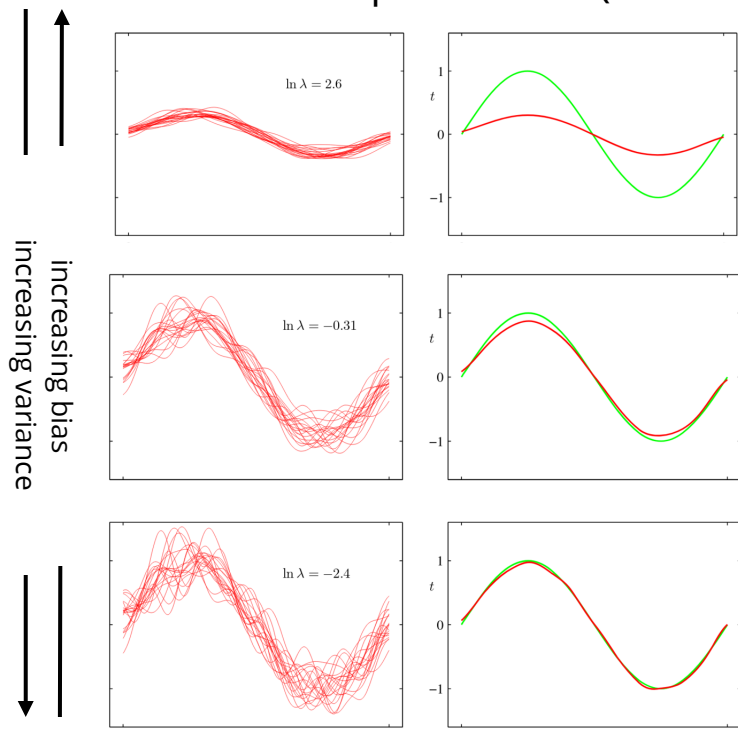 ln λ = 2.6
1
t
0
−1
increasing bias
increasing variance
ln λ = −0.31
1
t
0
−1
ln λ = −2.4
1
t
0
−1